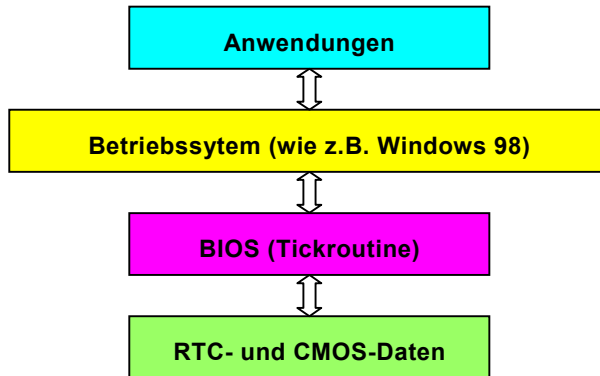 Anwendungen
Betriebssytem (wie z.B. Windows 98)
BIOS (Tickroutine)
RTC- und CMOS-Daten